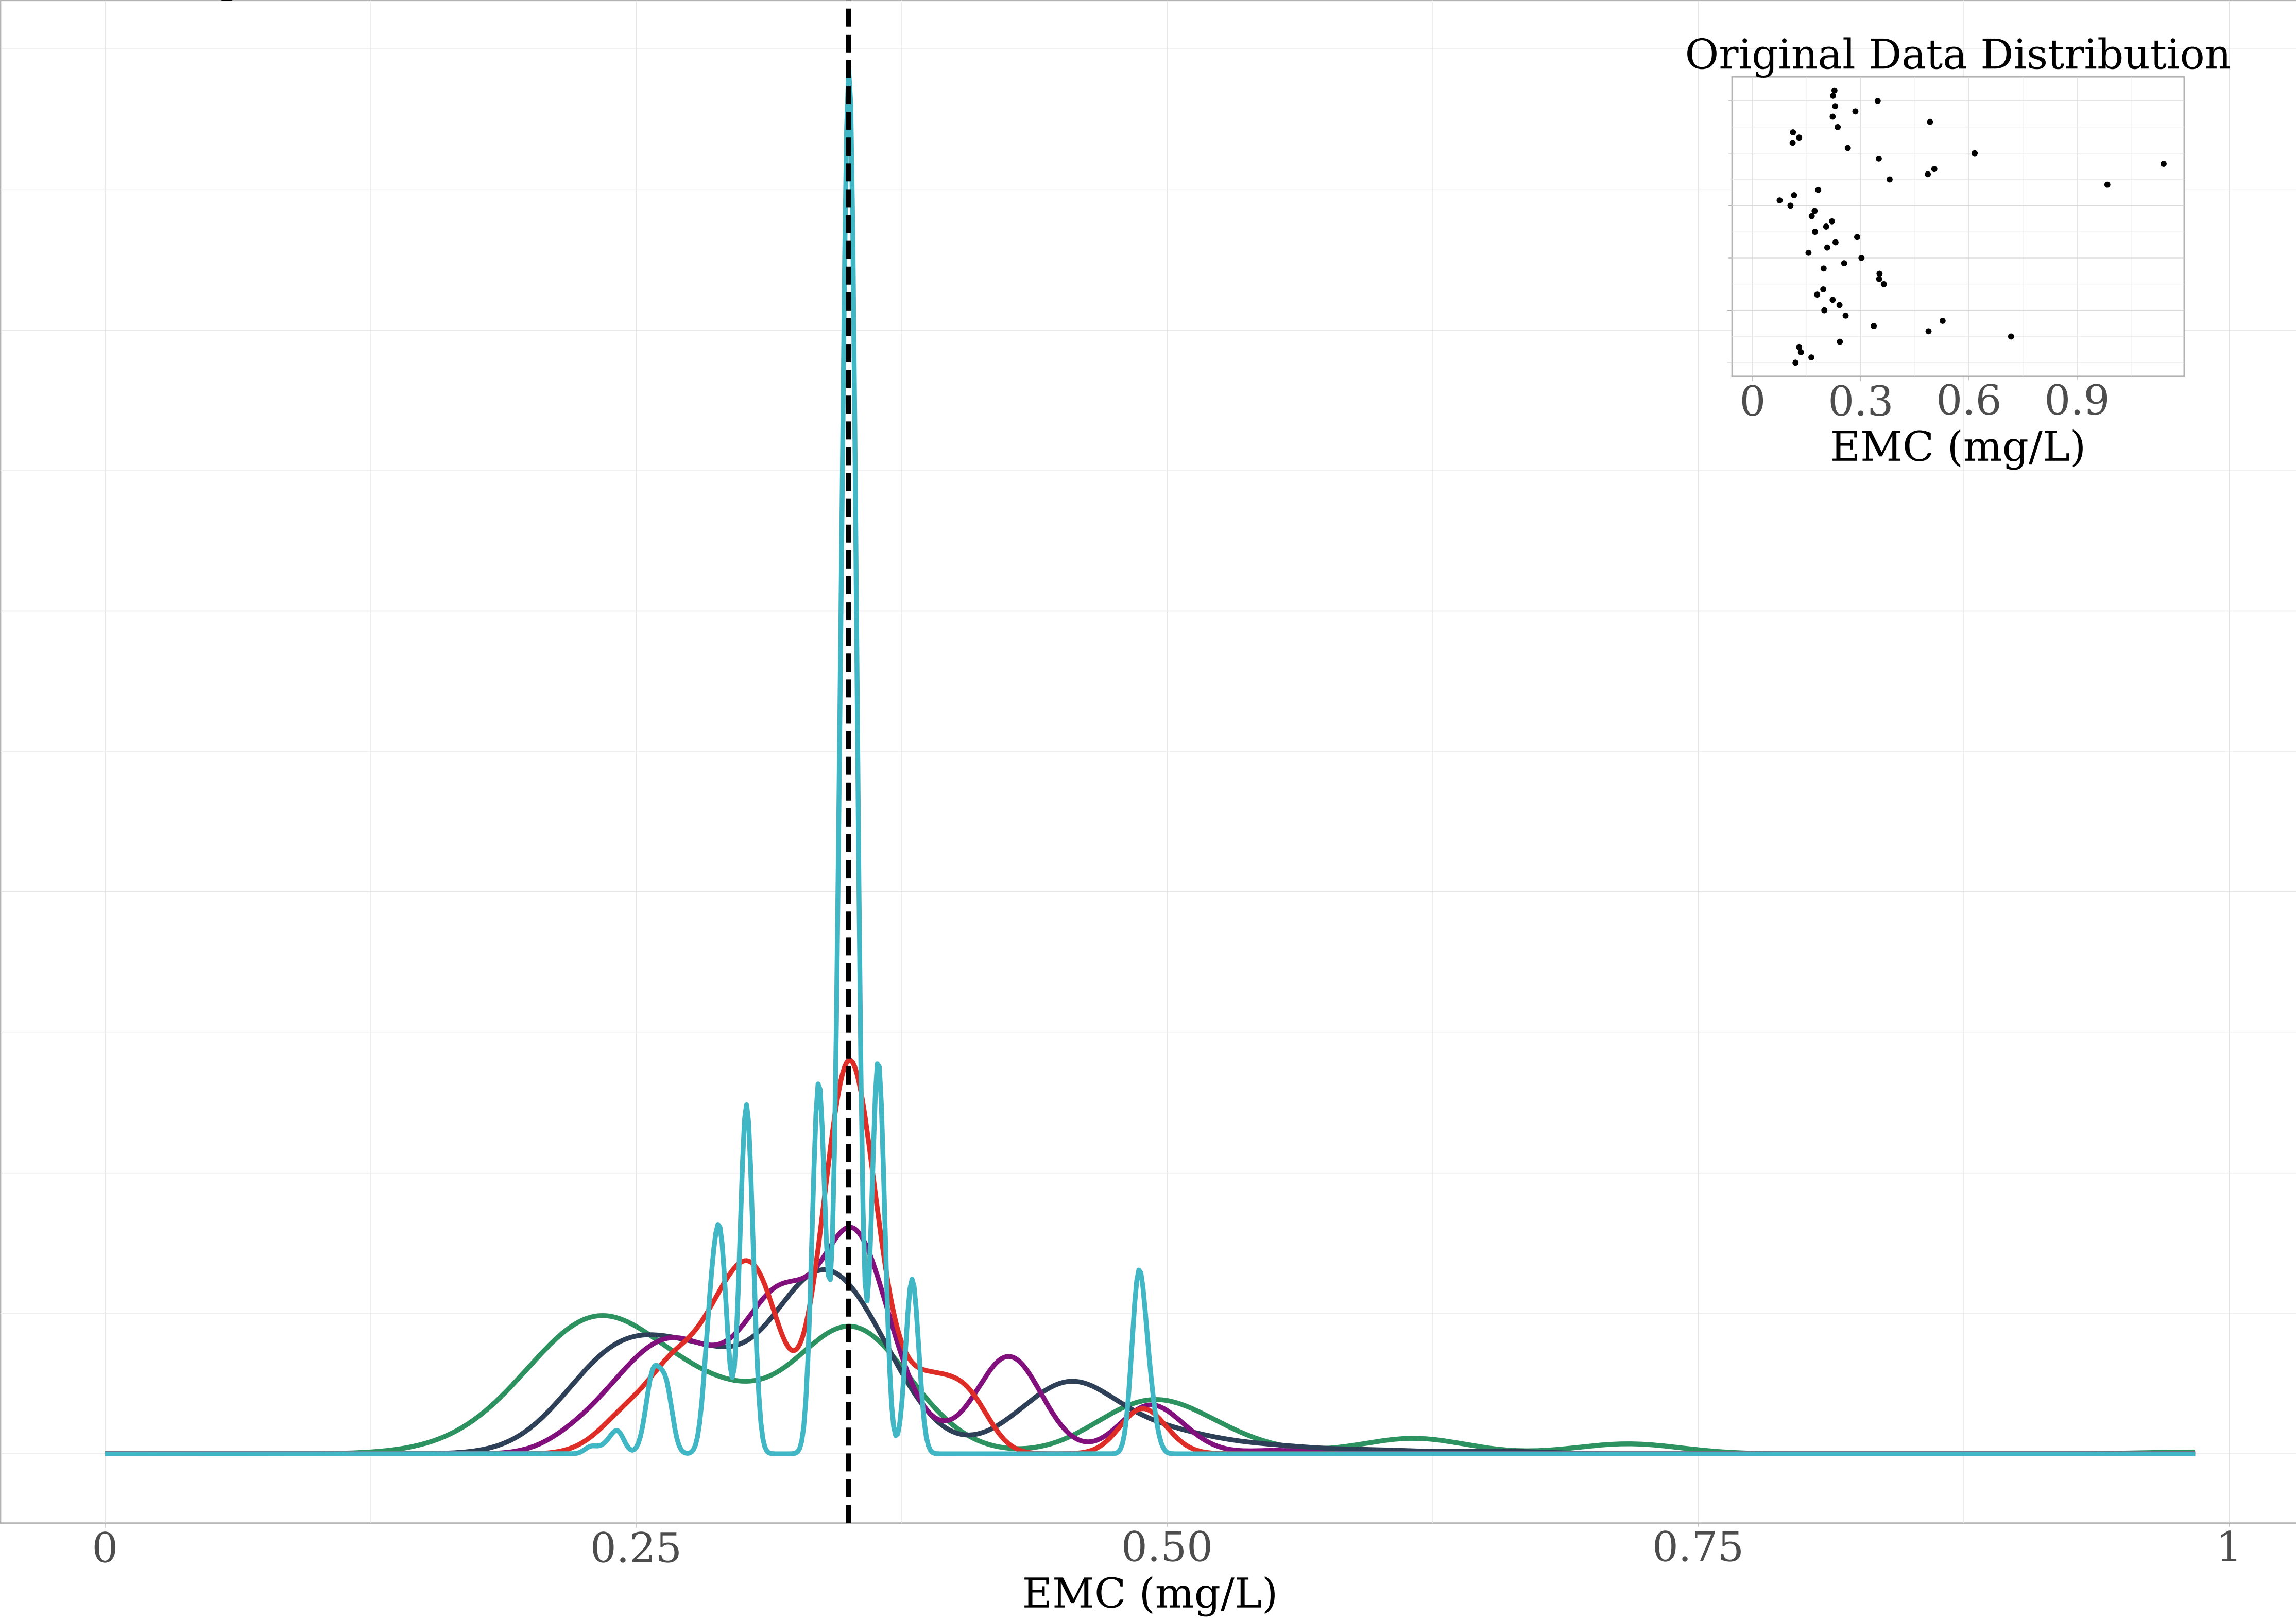 Original Data Distribution
0 0.3 0.6 0.9
EMC (mg/L)
0 0.25 0.50 0.75 1
EMC (mg/L)